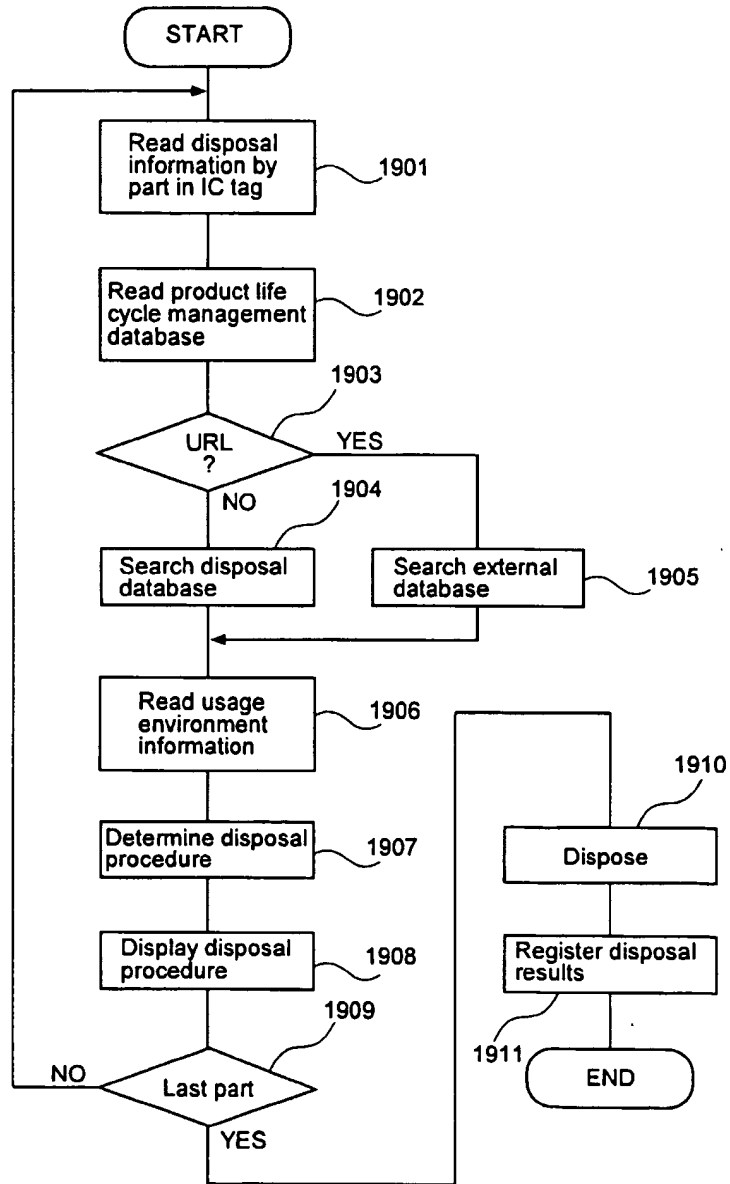 START
Read disposal
information by
part in IC tag
1901
Read product life
cycle management
database
1902
1903
URL
?
YES
NO
1904
Search disposal
database
Search external
database
1905
Read usage
environment
information
1906
Determine disposal
procedure
1907
Display disposal
procedure
1908
1909
Last part
NO
YES
1910
Dispose
Register disposal
results
1911
END